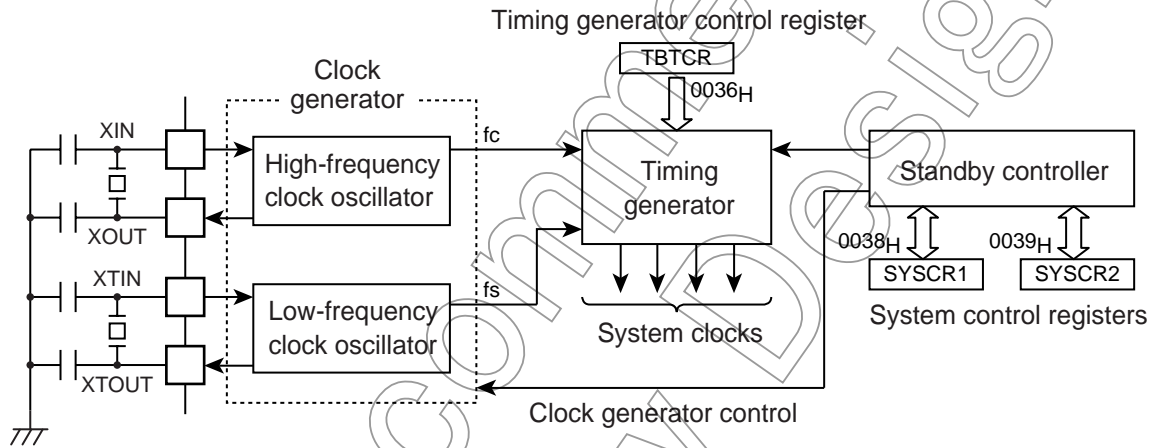 Timing generator control register
TBTCR
0036H
Clock
generator
XIN
High-frequency
clock oscillator
fc
Timing
generator
Standby controller
XOUT
0038H
0039H
XTIN
Low-frequency
clock oscillator
fs
SYSCR1
SYSCR2
System clocks
System control registers
XTOUT
Clock generator control